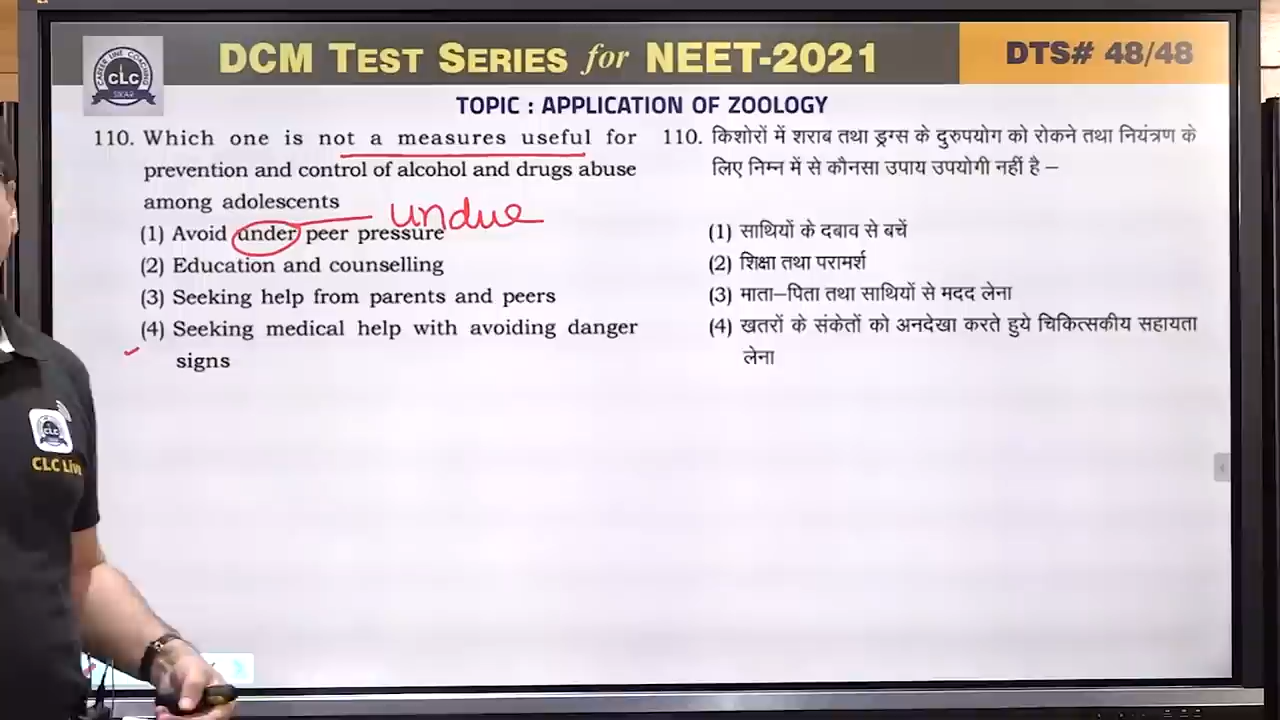 DCM TEST SERIES for NEET-2021
DTS# 48/48
CAREER LINE COACHING
CLC
SIKAR
TOPIC : APPLICATION OF ZOOLOGY
110. Which one is not a measures useful for
prevention and control of alcohol and drugs abuse
among adolescents
undue
(1) Avoid under peer pressure
(2) Education and counselling
(3) Seeking help from parents and peers
(4) Seeking medical help with avoiding danger
signs
110. किशोरों में शराब तथा ड्रग्स के दुरुपयोग को रोकने तथा नियंत्रण के
लिए निम्न में से कौनसा उपाय उपयोगी नहीं है –
(1) साथियों के दबाव से बचें
(2) शिक्षा तथा परामर्श
(3) माता–पिता तथा साथियों से मदद लेना
(4) खतरों के संकेतों को अनदेखा करते हुये चिकित्सकीय सहायता
लेना
CLC Live